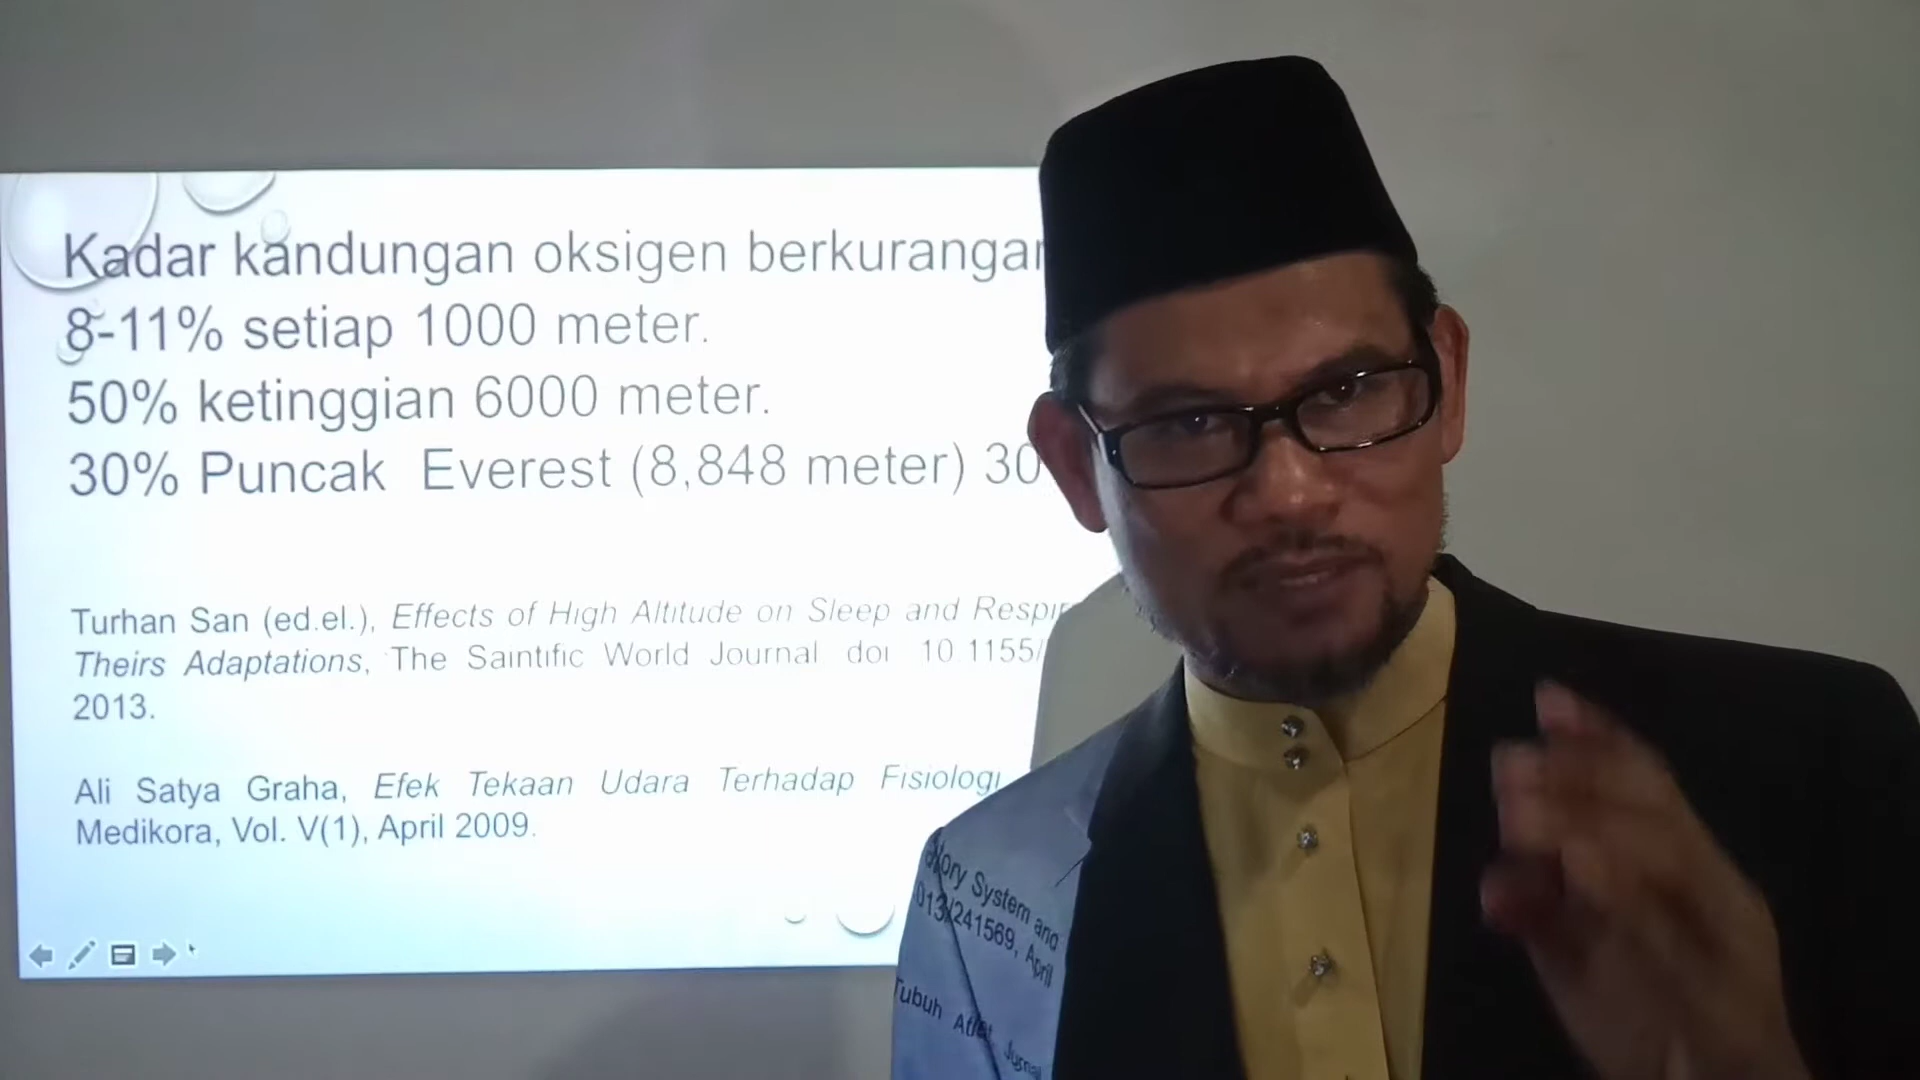 Kadar kandungan oksigen berkurangan
8-11% setiap 1000 meter.
50% ketinggian 6000 meter.
30% Puncak Everest (8,848 meter) 30
Turhan San (ed.el.), Effects of High Altitude on Sleep and Respiratory System and
Theirs Adaptations, The Saintific World Journal doi 10.1155/2013/241569, April
2013.
Ali Satya Graha, Efek Tekaan Udara Terhadap Fisiologi Tubuh Atlet, Jurnal
Medikora, Vol. V(1), April 2009.